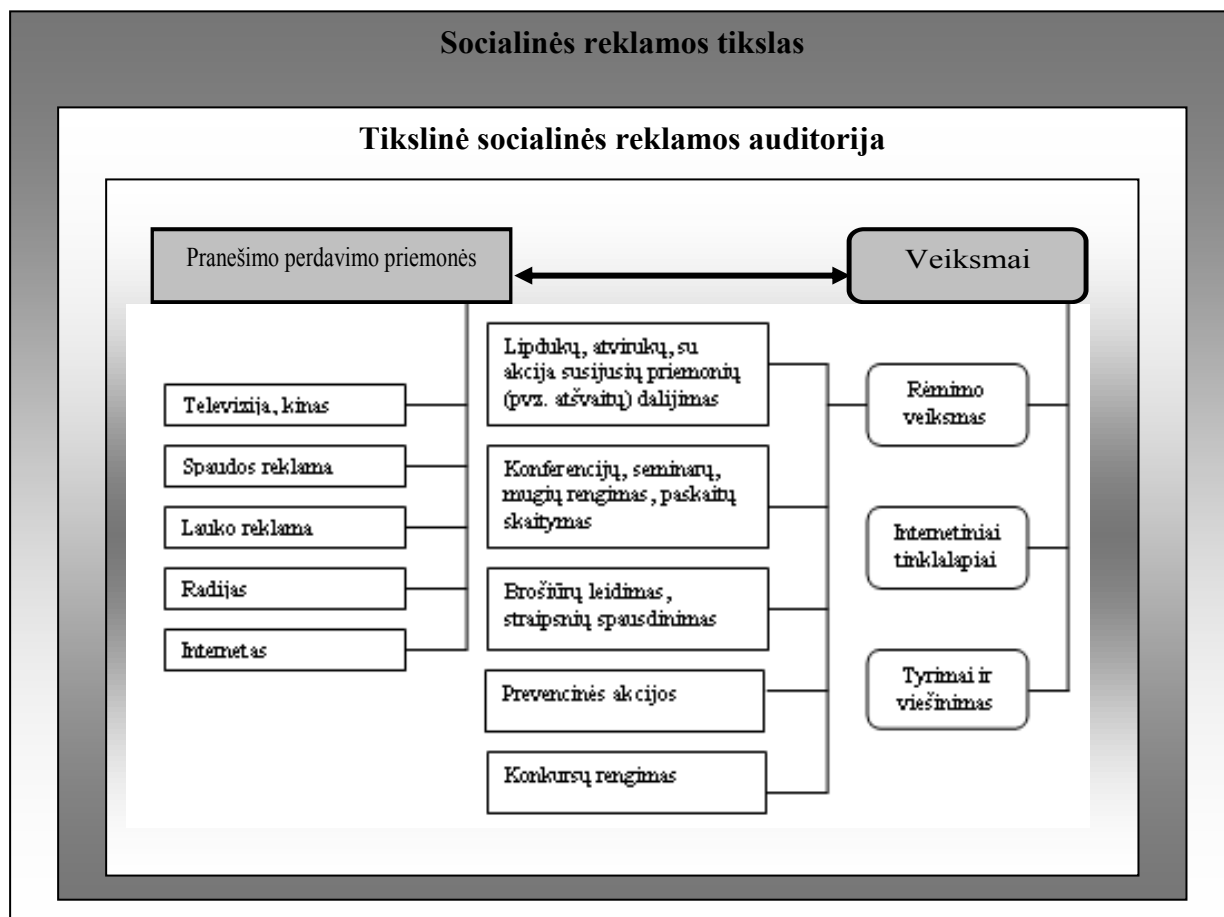 Socialinės reklamos tikslas
Tikslinė socialinės reklamos auditorija
Pranešimo perdavimo priemonės
Veiksmai
Televizija, kinas
Spaudos reklama
Lauko reklama
Radijas
Internetas
Lipdukų, atvirukų, su
akcija susijusių priemonių
(pvz. atšvaitų) dalijimas
Konferencijų, seminarų,
mugių rengimas, paskaitų
skaitymas
Brošiūrų leidimas,
straipsnių spausdinimas
Prevencinės akcijos
Konkursų rengimas
Rėmimo
veiksmas
Internetiniai
tinklalapiai
Tyrimai ir
viešinimas